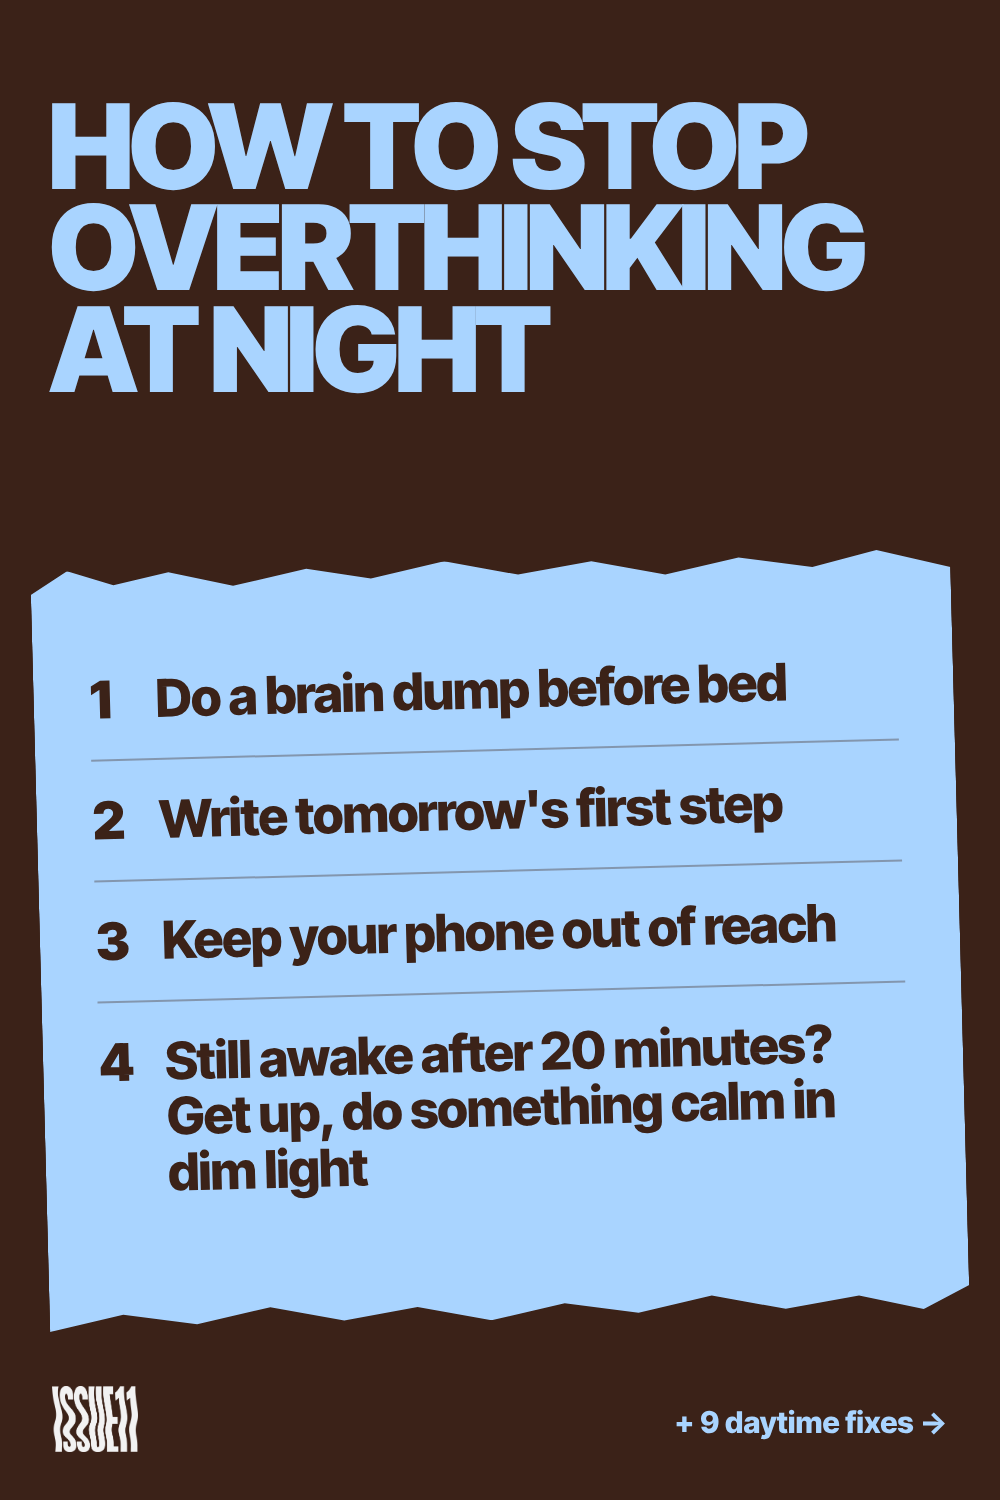 HOW TO STOP
OVERTHINKING
AT NIGHT
1 Do a brain dump before bed
2 Write tomorrow's first step
3 Keep your phone out of reach
4 Still awake after 20 minutes?
Get up, do something calm in
dim light
ISSUE11
+ 9 daytime fixes →